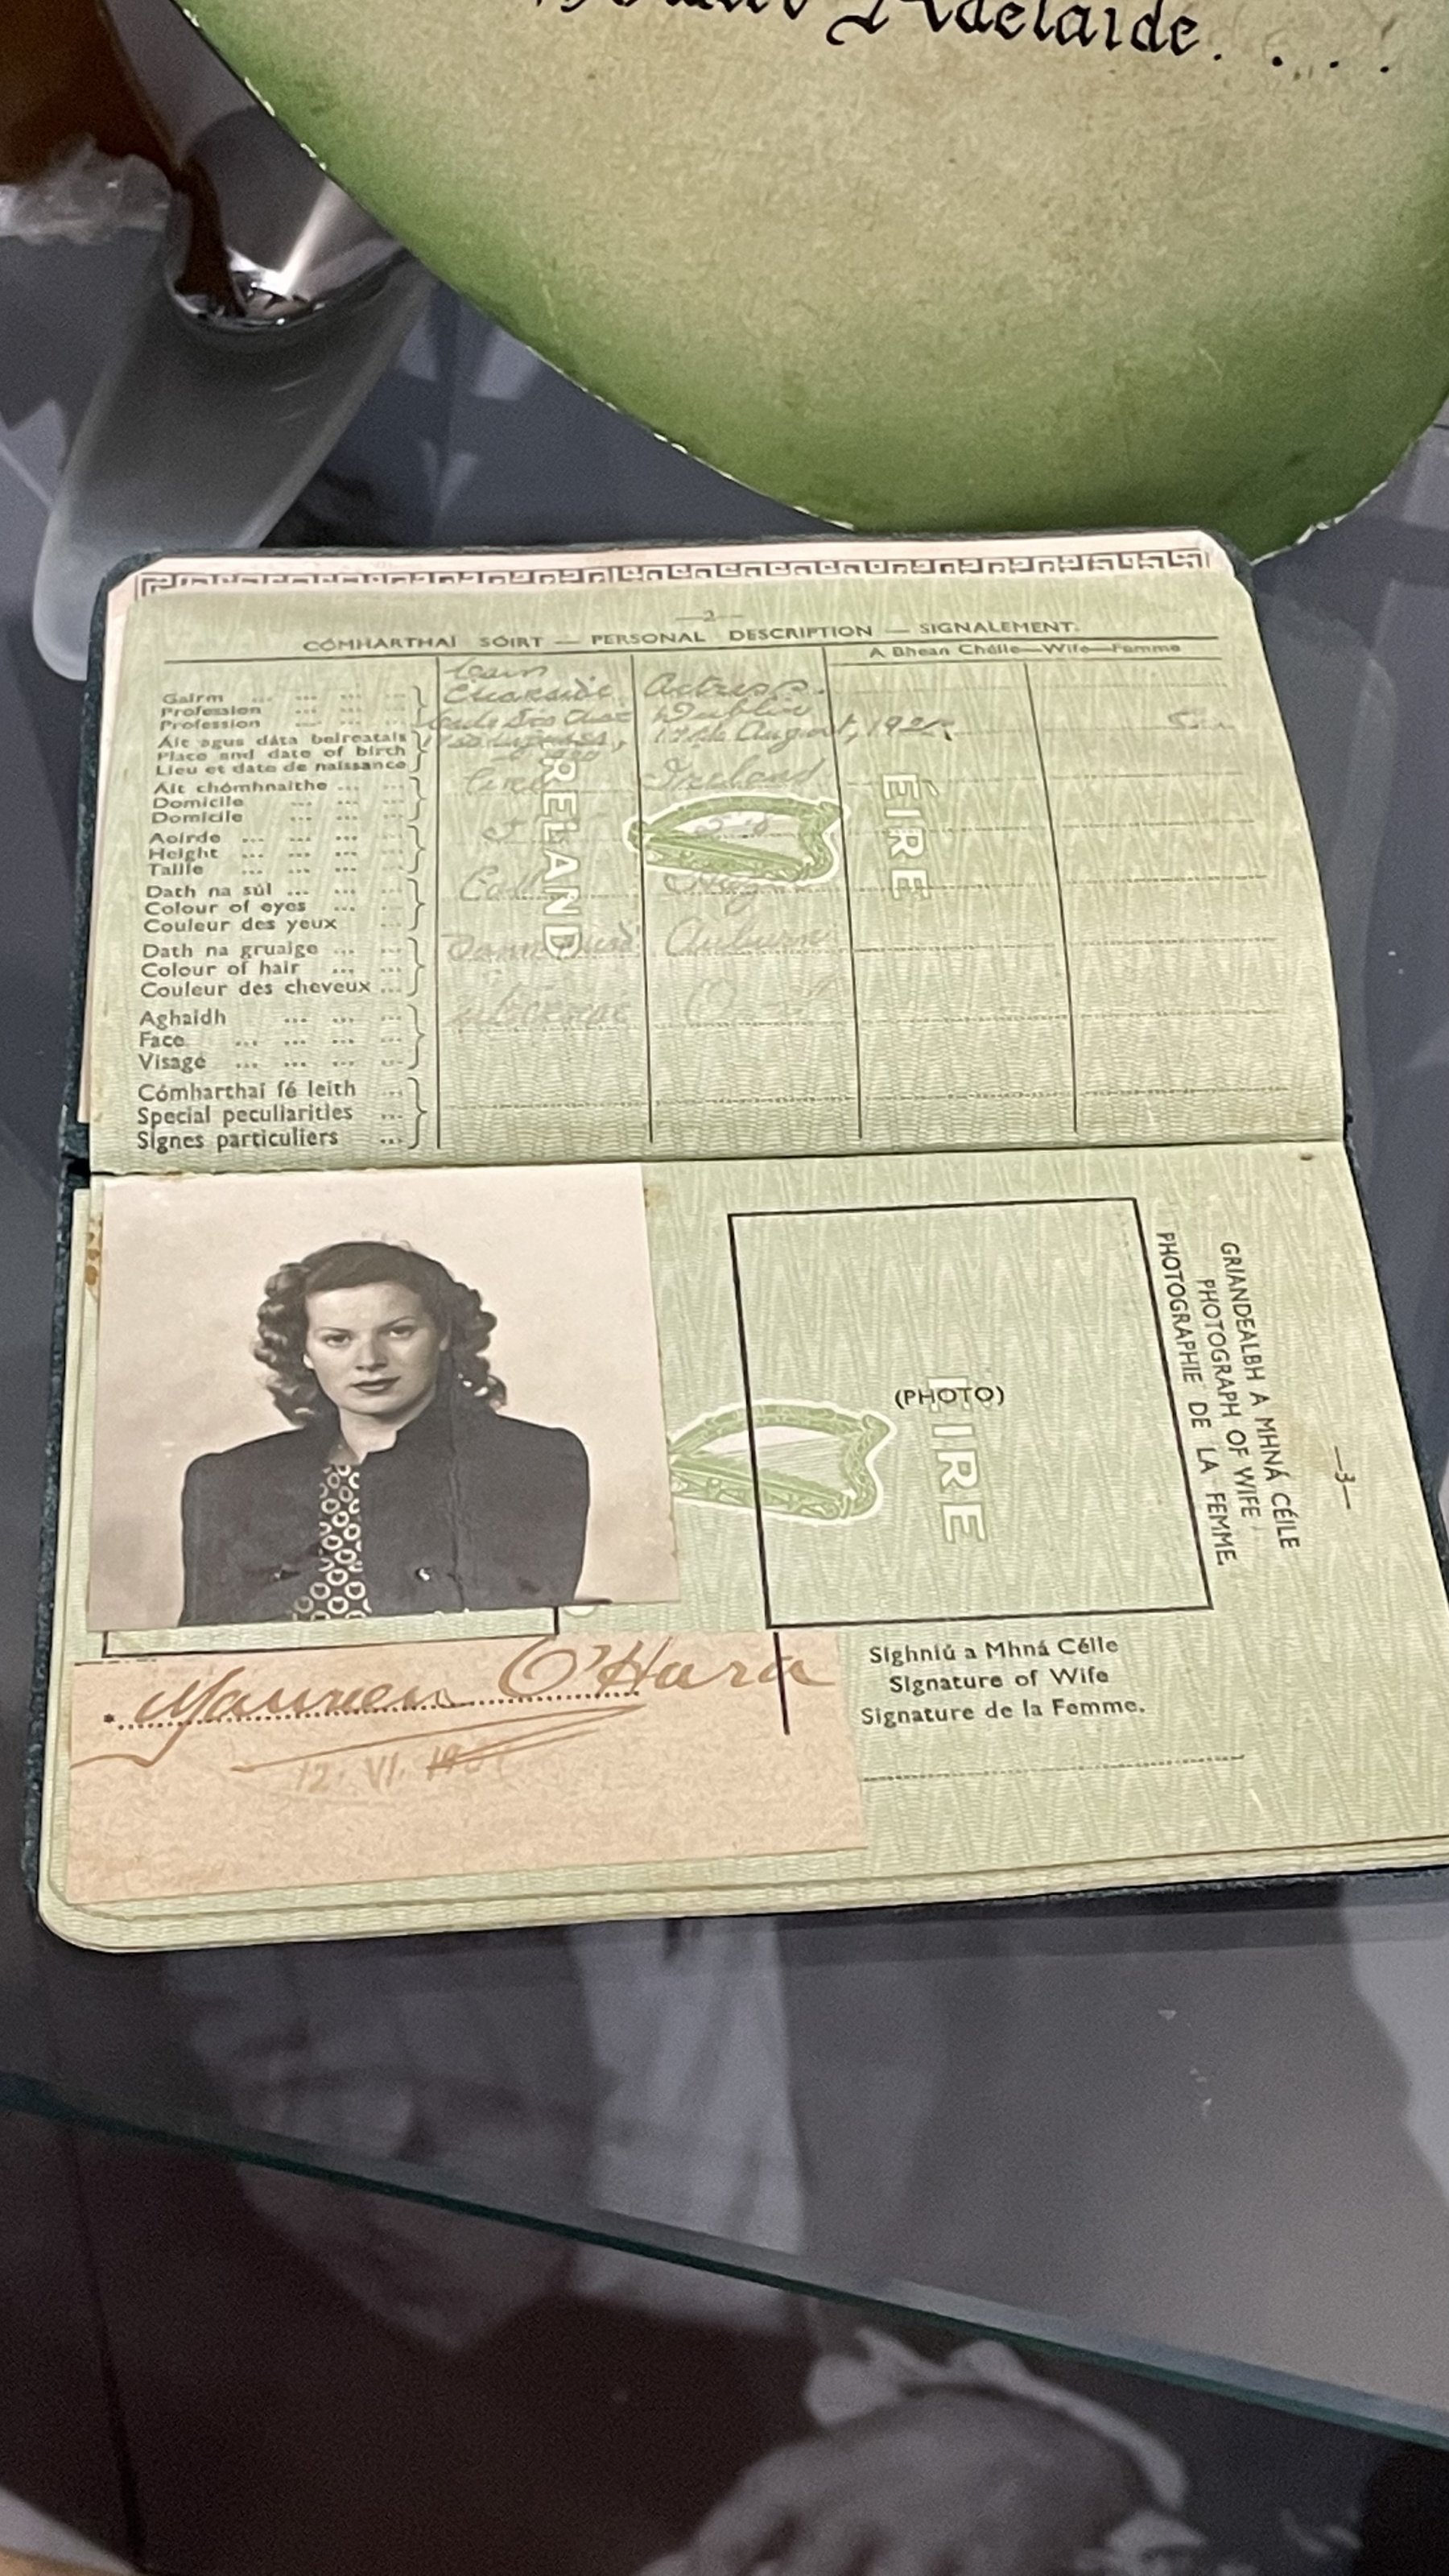 Adelaide. . . .
—2—
CÓMHARTHAÍ SÓIRT — PERSONAL DESCRIPTION — SIGNALEMENT.
A Bhean Chéile—Wife—Femme
Gairm ... ... ... ...
Profession ... ... ...
Profession ... ... ...
Actress.
Áit agus dáta beireatais
Place and date of birth
Lieu et date de naissance
Dublin
17th August, 192
Áit chómhnaithe ... ...
Domicile ... ... ...
Domicile ... ... ...
Ireland
Aoirde ... ... ...
Height ... ... ...
Taille ... ... ...
Dath na súl ... ... ...
Colour of eyes ... ...
Couleur des yeux ...
Dath na gruaige ... ...
Colour of hair ... ...
Couleur des cheveux ...
Auburn
Aghaidh ... ... ...
Face ... ... ... ...
Visage ... ... ... ...
Cómharthaí fé leith ...
Special peculiarities ...
Signes particuliers ...
IRELAND
ÉIRE
(PHOTO)
ÉIRE
GRIANDEALBH A MHNÁ CÉILE
PHOTOGRAPH OF WIFE
PHOTOGRAPHIE DE LA FEMME.
—3—
Maureen O'Hara
12. VI.
Sighniú a Mhná Céile
Signature of Wife
Signature de la Femme.